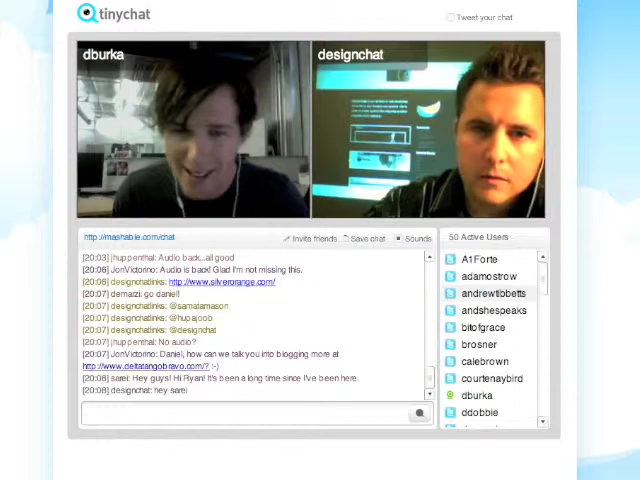 tinychat
Tweet your chat
dburka
designchat
http://mashable.com/chat
Invite friends
Save chat
Sounds
50 Active Users
[20:03] jhuppenthal: Audio back...all good
[20:06] JonVictorino: Audio is back! Glad I'm not missing this.
[20:06] designchatlinks: http://www.silverorange.com/
[20:07] demarzi: go daniel!
[20:07] designchatlinks: @samatamason
[20:07] designchatlinks: @hupajoob
[20:07] designchatlinks: @designchat
[20:07] jhuppenthal: No audio?
[20:07] JonVictorino: Daniel, how can we talk you into blogging more at
http://www.deltatangobravo.com/? :-)
[20:08] sarei: Hey guys! Hi Ryan! It's been a long time since I've been here.
[20:08] designchat: hey sarei
A1Forte
adamostrow
andrewtibbetts
andshespeaks
bitofgrace
brosner
calebrown
courtenaybird
dburka
ddobbie